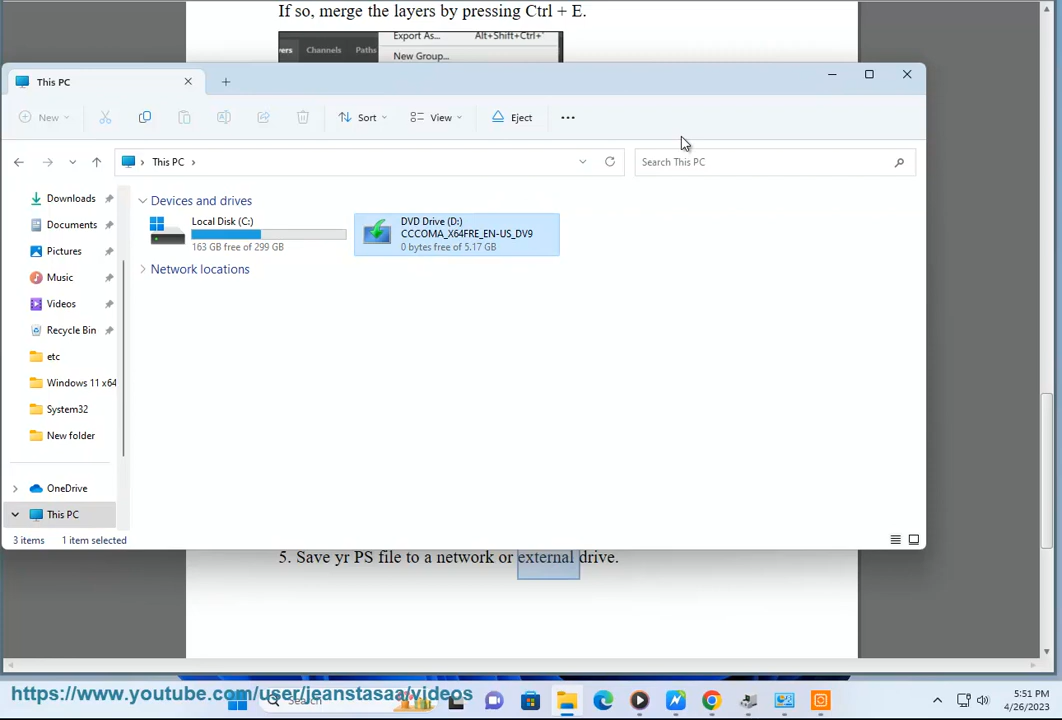 If so, merge the layers by pressing Ctrl + E.
Export As... Alt+Shift+Ctrl+'
yers Channels Paths
New Group...
This PC
New Sort View Eject
This PC Search This PC
Downloads
Documents
Pictures
Music
Videos
Recycle Bin
etc
Windows 11 x64
System32
New folder
OneDrive
This PC
Devices and drives
Local Disk (C:)
163 GB free of 299 GB
DVD Drive (D:)
CCCOMA_X64FRE_EN-US_DV9
0 bytes free of 5.17 GB
Network locations
3 items 1 item selected
5. Save yr PS file to a network or external drive.
https://www.youtube.com/user/jeanstasaa/videos
Search
5:51 PM
4/26/2023